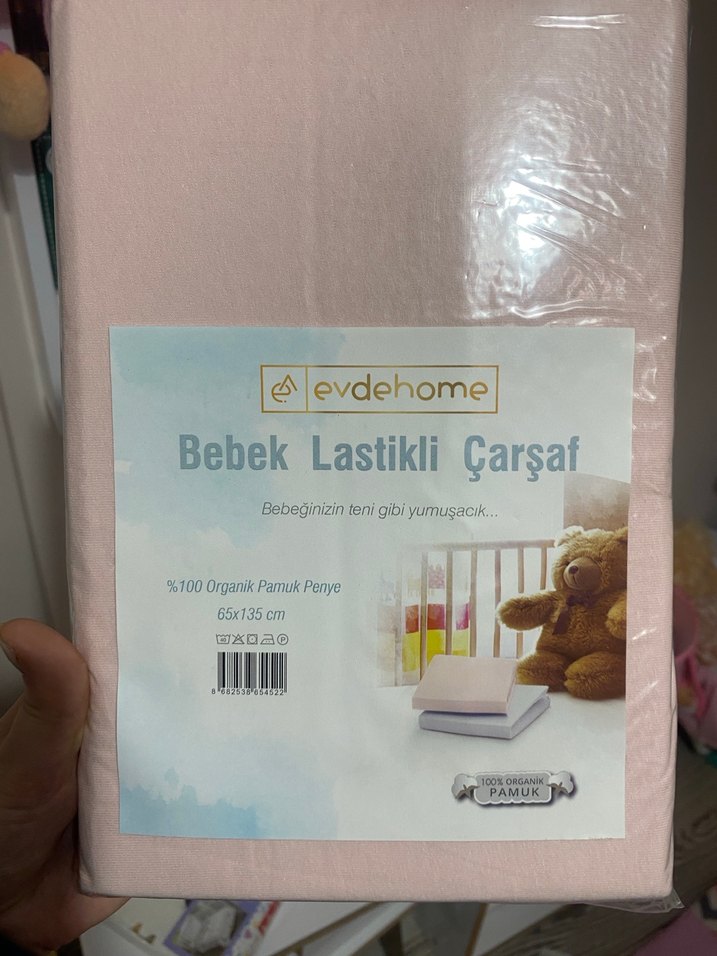 evdehome
Bebek Lastikli Çarşaf
Bebeğinizin teni gibi yumuşacık...
%100 Organik Pamuk Penye
65x135 cm
8 682538 654522
100% ORGANİK
PAMUK